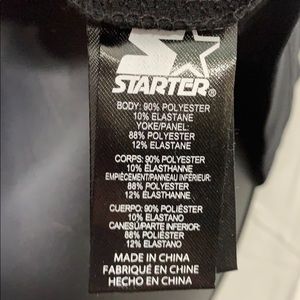 STARTER®
BODY: 90% POLYESTER
10% ELASTANE
YOKE/PANEL:
88% POLYESTER
12% ELASTANE
CORPS: 90% POLYESTER
10% ÉLASTHANNE
EMPIÈCEMENT/PANNEAU INFÉRIEUR:
88% POLYESTER
12% ÉLASTHANNE
CUERPO: 90% POLIÉSTER
10% ELASTANO
CANESÚ/PARTE INFERIOR:
88% POLIÉSTER
12% ELASTANO
MADE IN CHINA
FABRIQUÉ EN CHINE
HECHO EN CHINA